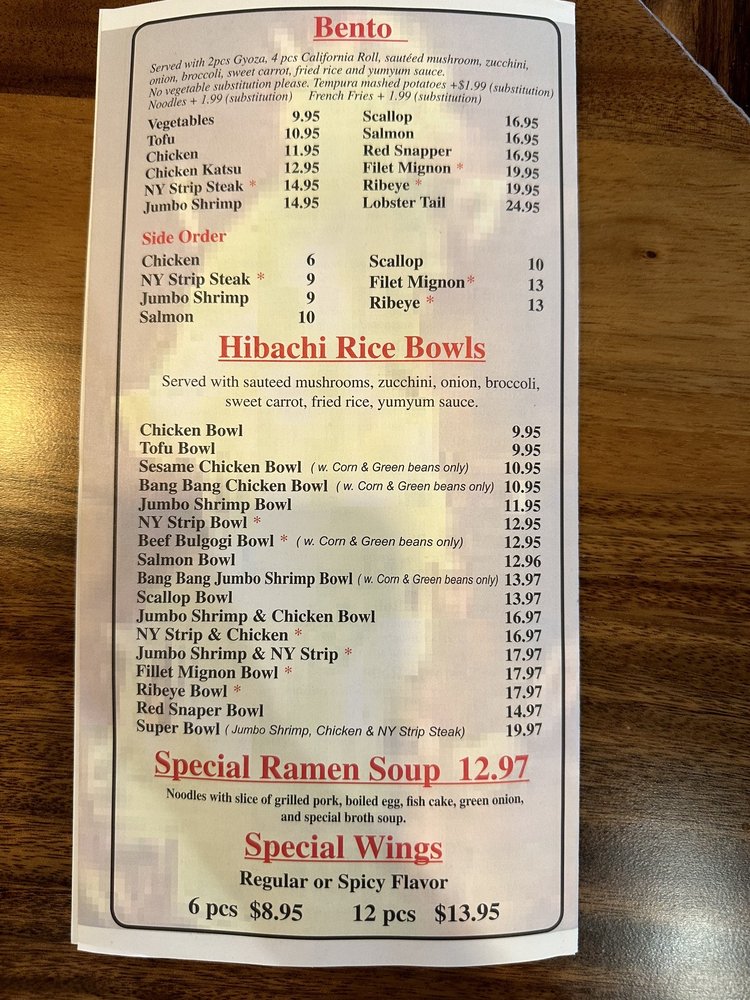 Bento
Served with 2pcs Gyoza, 4 pcs California Roll, sautéed mushroom, zucchini,
onion, broccoli, sweet carrot, fried rice and yumyum sauce.
No vegetable substitution please. Tempura mashed potatoes +$1.99 (substitution)
Noodles + 1.99 (substitution) French Fries + 1.99 (substitution)
Vegetables 9.95 Scallop 16.95
Tofu 10.95 Salmon 16.95
Chicken 11.95 Red Snapper 16.95
Chicken Katsu 12.95 Filet Mignon * 19.95
NY Strip Steak * 14.95 Ribeye * 19.95
Jumbo Shrimp 14.95 Lobster Tail 24.95
Side Order
Chicken 6 Scallop 10
NY Strip Steak * 9 Filet Mignon* 13
Jumbo Shrimp 9 Ribeye * 13
Salmon 10
Hibachi Rice Bowls
Served with sauteed mushrooms, zucchini, onion, broccoli,
sweet carrot, fried rice, yumyum sauce.
Chicken Bowl 9.95
Tofu Bowl 9.95
Sesame Chicken Bowl ( w. Corn & Green beans only) 10.95
Bang Bang Chicken Bowl ( w. Corn & Green beans only) 10.95
Jumbo Shrimp Bowl 11.95
NY Strip Bowl * 12.95
Beef Bulgogi Bowl * ( w. Corn & Green beans only) 12.95
Salmon Bowl 12.96
Bang Bang Jumbo Shrimp Bowl ( w. Corn & Green beans only) 13.97
Scallop Bowl 13.97
Jumbo Shrimp & Chicken Bowl 16.97
NY Strip & Chicken * 16.97
Jumbo Shrimp & NY Strip * 17.97
Fillet Mignon Bowl * 17.97
Ribeye Bowl * 17.97
Red Snaper Bowl 14.97
Super Bowl ( Jumbo Shrimp, Chicken & NY Strip Steak) 19.97
Special Ramen Soup 12.97
Noodles with slice of grilled pork, boiled egg, fish cake, green onion,
and special broth soup.
Special Wings
Regular or Spicy Flavor
6 pcs $8.95 12 pcs $13.95